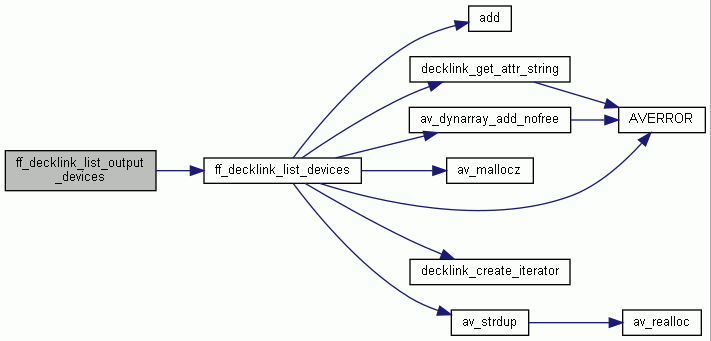 ff_decklink_list_output
_devices
ff_decklink_list_devices
add
decklink_get_attr_string
av_dynarray_add_nofree
AVERROR
av_mallocz
decklink_create_iterator
av_strdup
av_realloc